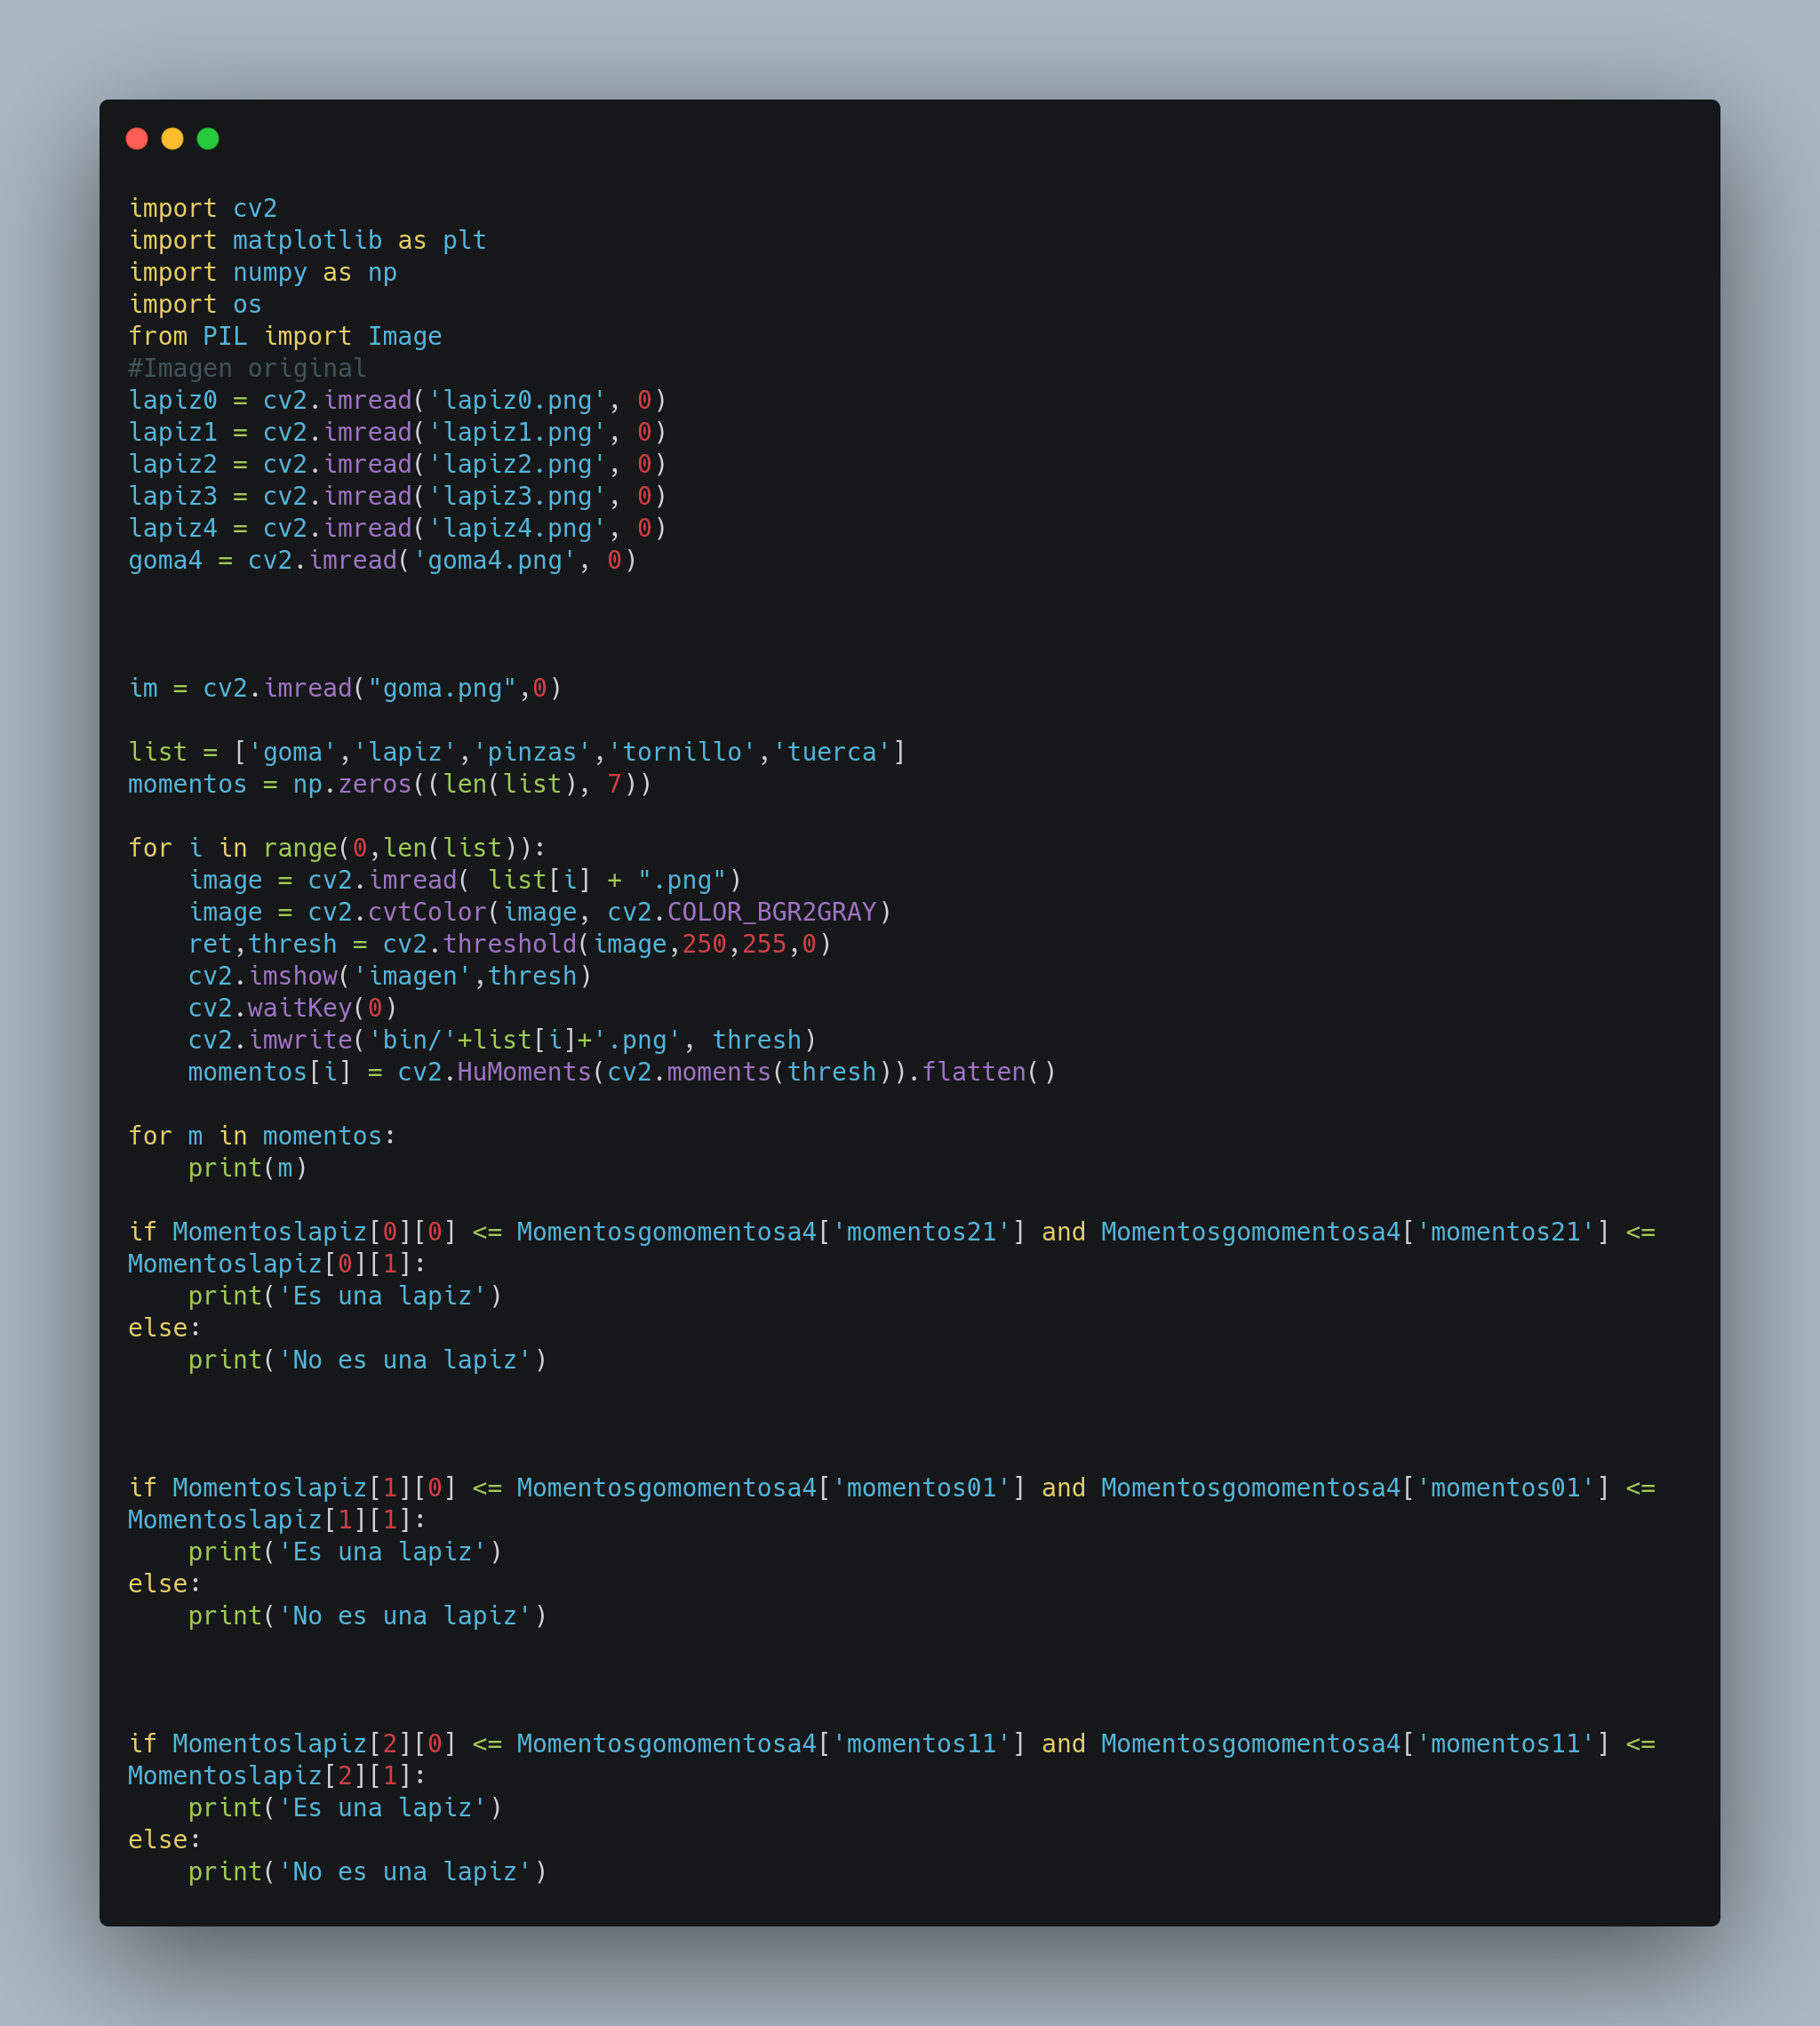 import cv2
import matplotlib as plt
import numpy as np
import os
from PIL import Image
#Imagen original
lapiz0 = cv2.imread('lapiz0.png', 0)
lapiz1 = cv2.imread('lapiz1.png', 0)
lapiz2 = cv2.imread('lapiz2.png', 0)
lapiz3 = cv2.imread('lapiz3.png', 0)
lapiz4 = cv2.imread('lapiz4.png', 0)
goma4 = cv2.imread('goma4.png', 0)
im = cv2.imread("goma.png",0)
list = ['goma','lapiz','pinzas','tornillo','tuerca']
momentos = np.zeros((len(list), 7))
for i in range(0,len(list)):
    image = cv2.imread( list[i] + ".png")
    image = cv2.cvtColor(image, cv2.COLOR_BGR2GRAY)
    ret,thresh = cv2.threshold(image,250,255,0)
    cv2.imshow('imagen',thresh)
    cv2.waitKey(0)
    cv2.imwrite('bin/'+list[i]+'.png', thresh)
    momentos[i] = cv2.HuMoments(cv2.moments(thresh)).flatten()
for m in momentos:
    print(m)
if Momentoslapiz[0][0] <= Momentosgomomentosa4['momentos21'] and Momentosgomomentosa4['momentos21'] <=
Momentoslapiz[0][1]:
    print('Es una lapiz')
else:
    print('No es una lapiz')
if Momentoslapiz[1][0] <= Momentosgomomentosa4['momentos01'] and Momentosgomomentosa4['momentos01'] <=
Momentoslapiz[1][1]:
    print('Es una lapiz')
else:
    print('No es una lapiz')
if Momentoslapiz[2][0] <= Momentosgomomentosa4['momentos11'] and Momentosgomomentosa4['momentos11'] <=
Momentoslapiz[2][1]:
    print('Es una lapiz')
else:
    print('No es una lapiz')